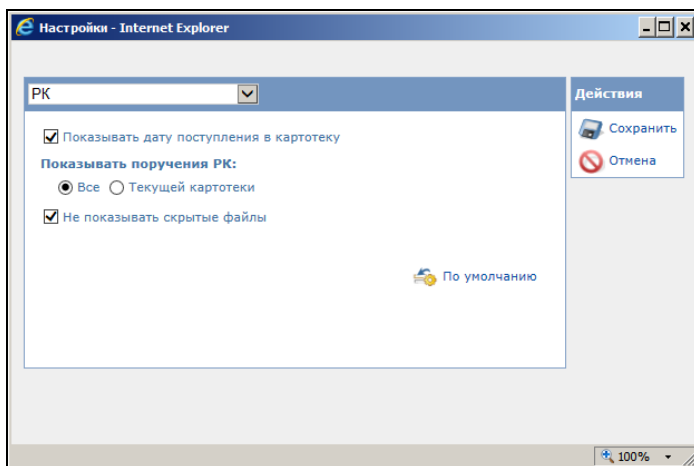 Настройки - Internet Explorer
РК
Действия
Показывать дату поступления в картотеку
Сохранить
Показывать поручения РК:
Отмена
Все Текущей картотеки
Не показывать скрытые файлы
По умолчанию
100%